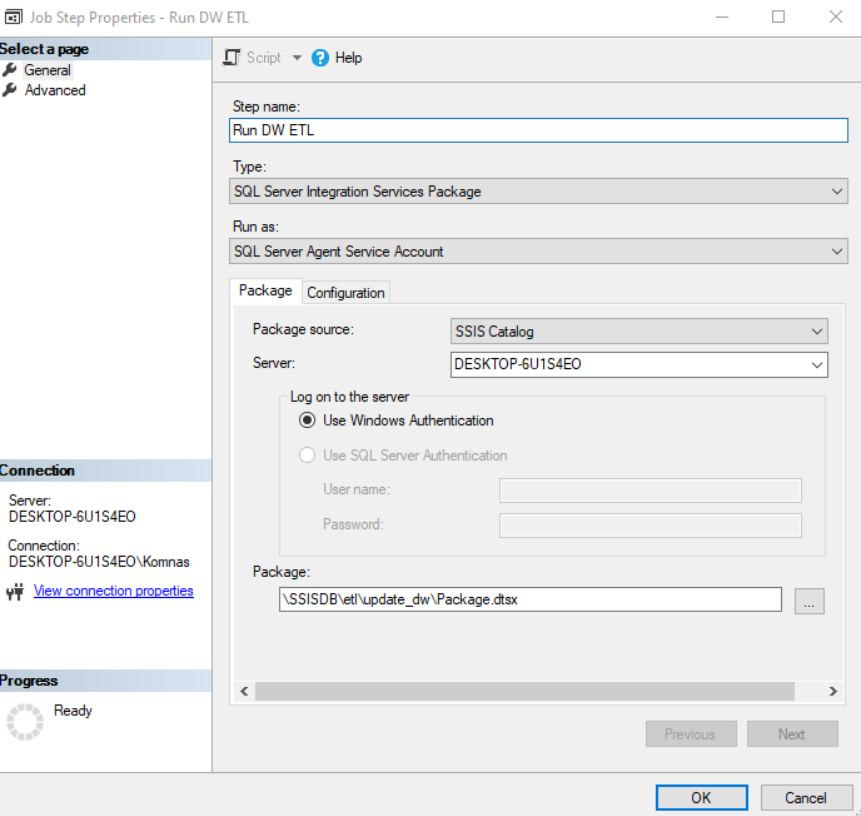 Job Step Properties - Run DW ETL
Select a page
General
Advanced
Script
Help
Step name:
Run DW ETL
Type:
SQL Server Integration Services Package
Run as:
SQL Server Agent Service Account
Package
Configuration
Package source:
SSIS Catalog
Server:
DESKTOP-6U1S4EO
Log on to the server
Use Windows Authentication
Use SQL Server Authentication
User name:
Password:
Package:
\SSISDB\etl\update_dw\Package.dtsx
...
Connection
Server:
DESKTOP-6U1S4EO
Connection:
DESKTOP-6U1S4EO\Komnas
View connection properties
Progress
Ready
Previous
Next
OK
Cancel